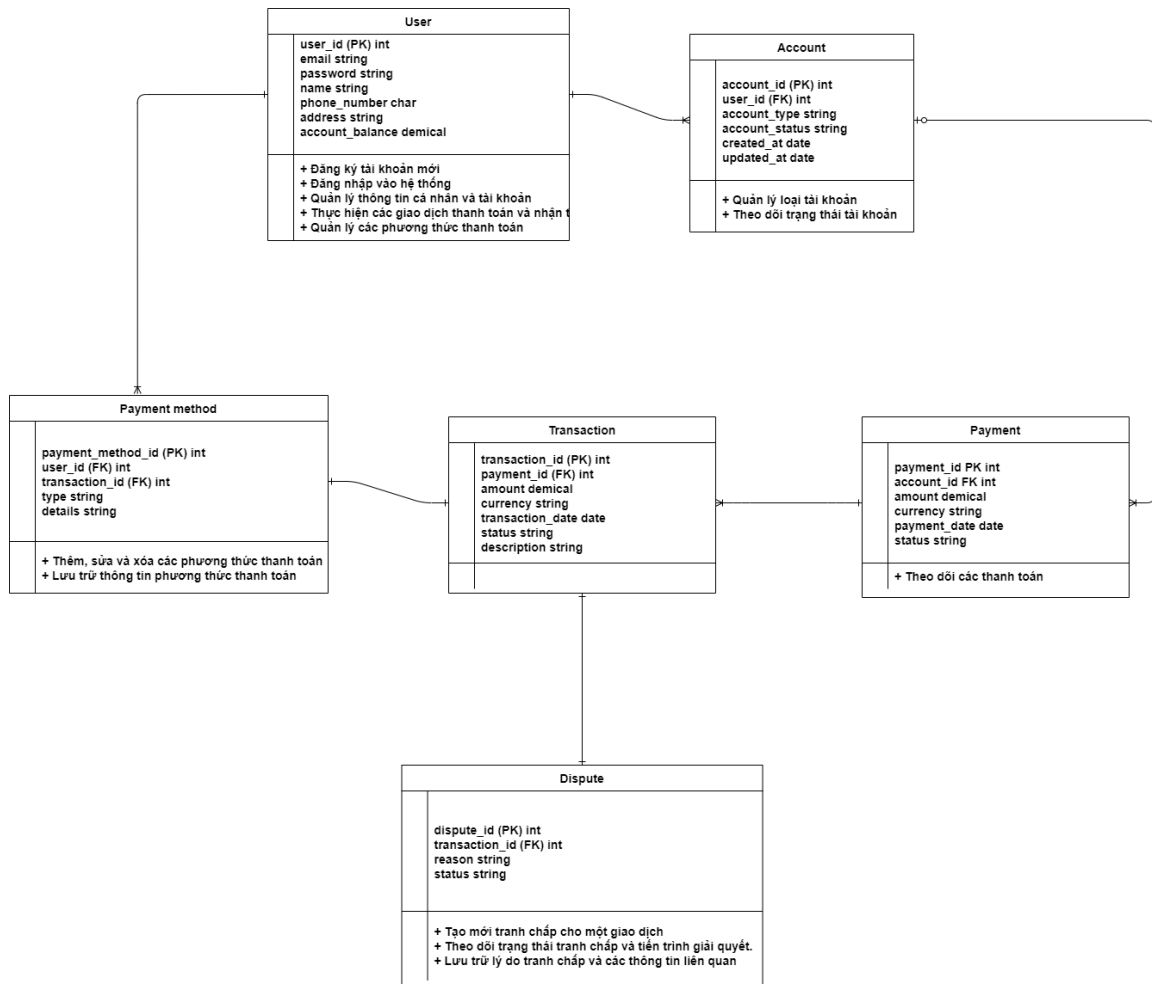 User
user_id (PK) int
email string
password string
name string
phone_number char
address string
account_balance demical
+ Đăng ký tài khoản mới
+ Đăng nhập vào hệ thống
+ Quản lý thông tin cá nhân và tài khoản
+ Thực hiện các giao dịch thanh toán và nhận t
+ Quản lý các phương thức thanh toán
Account
account_id (PK) int
user_id (FK) int
account_type string
account_status string
created_at date
updated_at date
+ Quản lý loại tài khoản
+ Theo dõi trạng thái tài khoản
Payment method
payment_method_id (PK) int
user_id (FK) int
transaction_id (FK) int
type string
details string
+ Thêm, sửa và xóa các phương thức thanh toán
+ Lưu trữ thông tin phương thức thanh toán
Transaction
transaction_id (PK) int
payment_id (FK) int
amount demical
currency string
transaction_date date
status string
description string
Payment
payment_id PK int
account_id FK int
amount demical
currency string
payment_date date
status string
+ Theo dõi các thanh toán
Dispute
dispute_id (PK) int
transaction_id (FK) int
reason string
status string
+ Tạo mới tranh chấp cho một giao dịch
+ Theo dõi trạng thái tranh chấp và tiến trình giải quyết.
+ Lưu trữ lý do tranh chấp và các thông tin liên quan